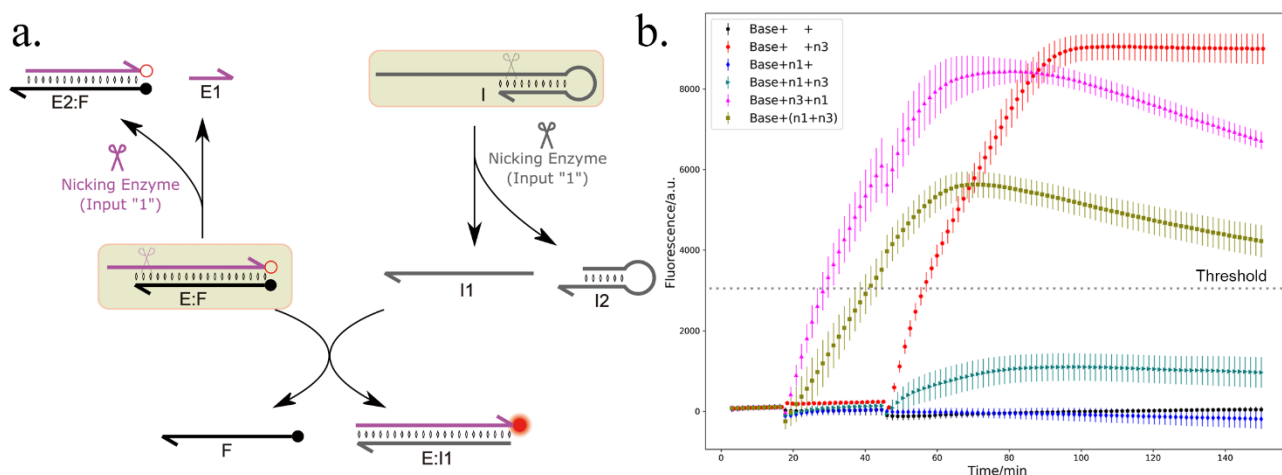 a.
E2:F
E1
Nicking Enzyme
(Input "1")
E:F
I
Nicking Enzyme
(Input "1")
I1
I2
F
E:I1
b.
Base+ +
Base+ +n3
Base+n1+
Base+n1+n3
Base+n3+n1
Base+(n1+n3)
Threshold
Fluorescence/a.u.
8000
6000
4000
2000
0
0
20
40
60
80
100
120
140
Time/min